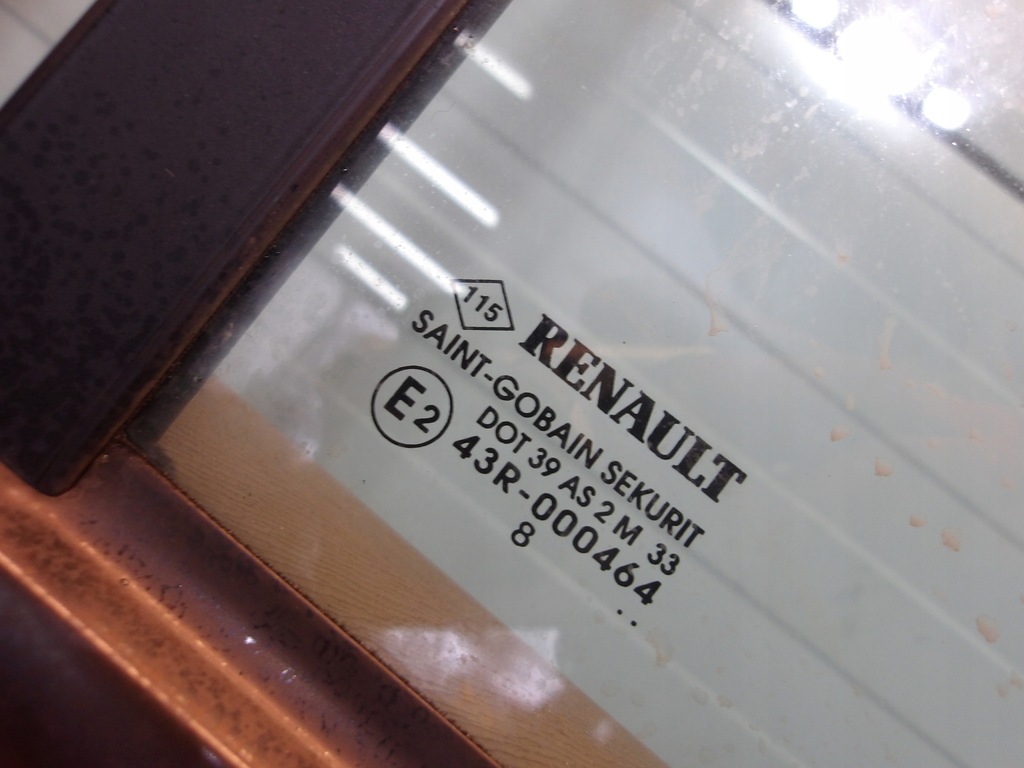 115
RENAULT
SAINT-GOBAIN SEKURIT
DOT 39 AS 2 M 33
E2 43R-000464
8 ..